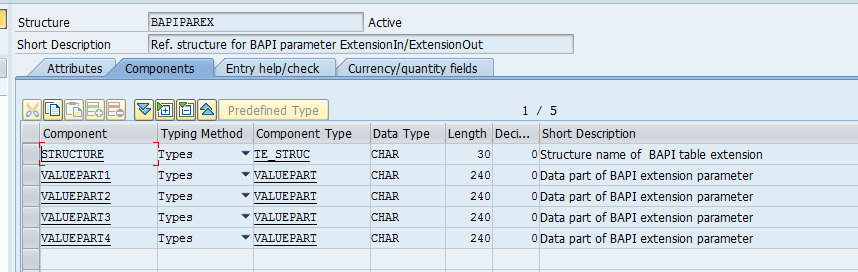 Structure BAPIPAREX Active
Short Description Ref. structure for BAPI parameter ExtensionIn/ExtensionOut
Attributes Components Entry help/check Currency/quantity fields
Predefined Type 1 / 5
Component Typing Method Component Type Data Type Length Deci... Short Description
STRUCTURE Types TE_STRUC CHAR 30 0 Structure name of BAPI table extension
VALUEPART1 Types VALUEPART CHAR 240 0 Data part of BAPI extension parameter
VALUEPART2 Types VALUEPART CHAR 240 0 Data part of BAPI extension parameter
VALUEPART3 Types VALUEPART CHAR 240 0 Data part of BAPI extension parameter
VALUEPART4 Types VALUEPART CHAR 240 0 Data part of BAPI extension parameter